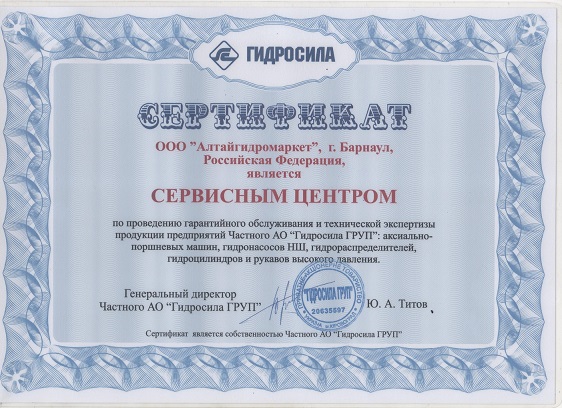 ГИДРОСИЛА
СЕРТИФИКАТ
ООО "Алтайгидромаркет", г. Барнаул,
Российская Федерация,
является
СЕРВИСНЫМ ЦЕНТРОМ
по проведению гарантийного обслуживания и технической экспертизы
продукции предприятий Частного АО “Гидросила ГРУП”: аксиально-
поршневых машин, гидронасосов НШ, гидрораспределителей,
гидроцилиндров и рукавов высокого давления.
Генеральный директор
Частного АО “Гидросила ГРУП”
"ГІДРОСИЛА ГРУП"
20635597
Ю. А. Титов
Сертификат является собственностью Частного АО “Гидросила ГРУП”